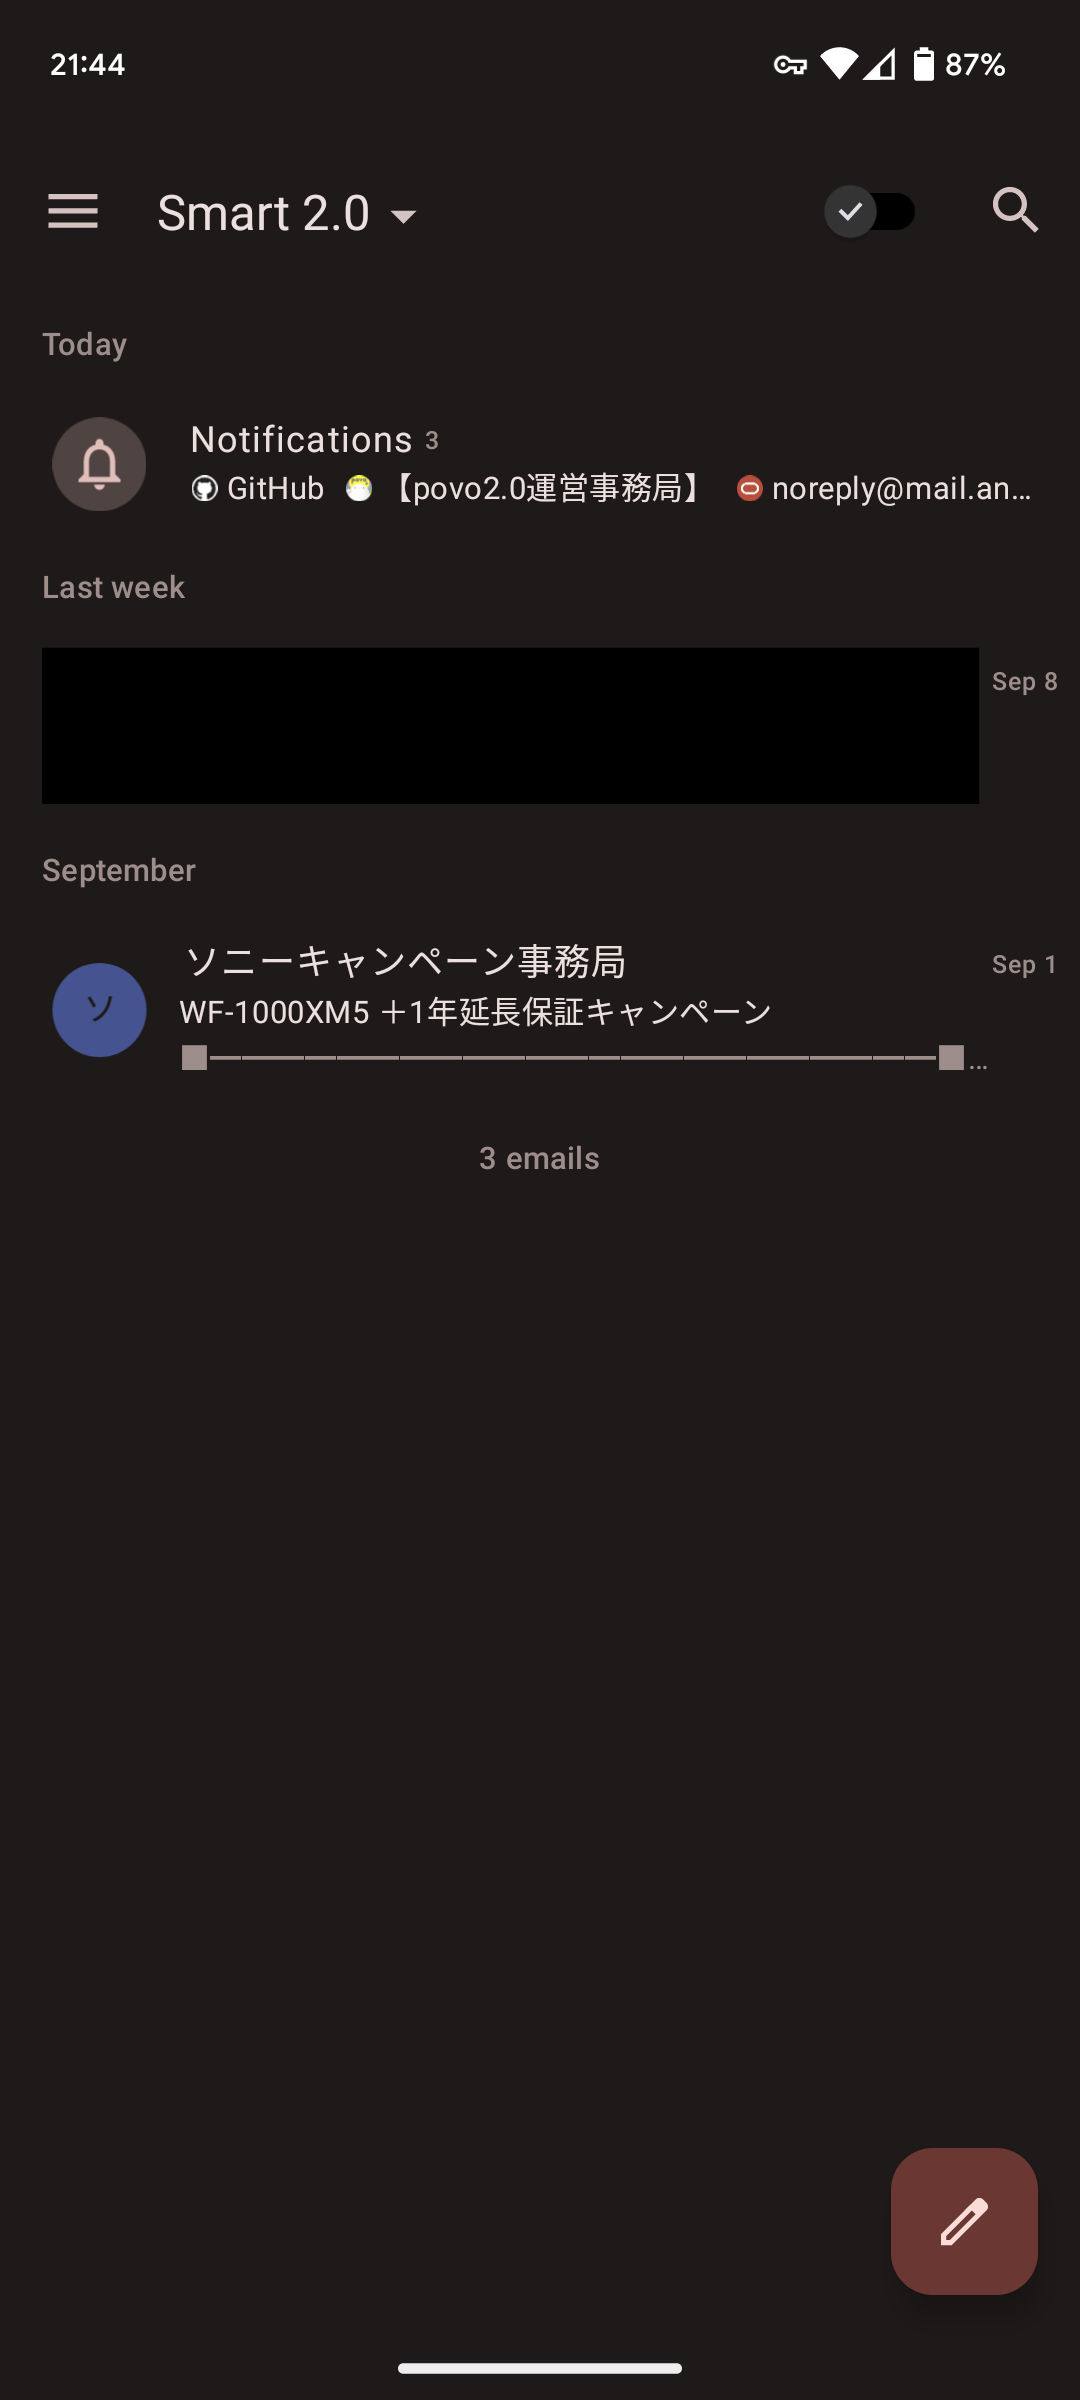 21:44
87%
Smart 2.0
Today
Notifications 3
GitHub 【povo2.0運営事務局】 noreply@mail.an…
Last week
Sep 8
September
ソニーキャンペーン事務局
Sep 1
ソ
WF-1000XM5 ＋1年延長保証キャンペーン
■━━━━━━━━━━━━━━━━━━━━━━━■…
3 emails